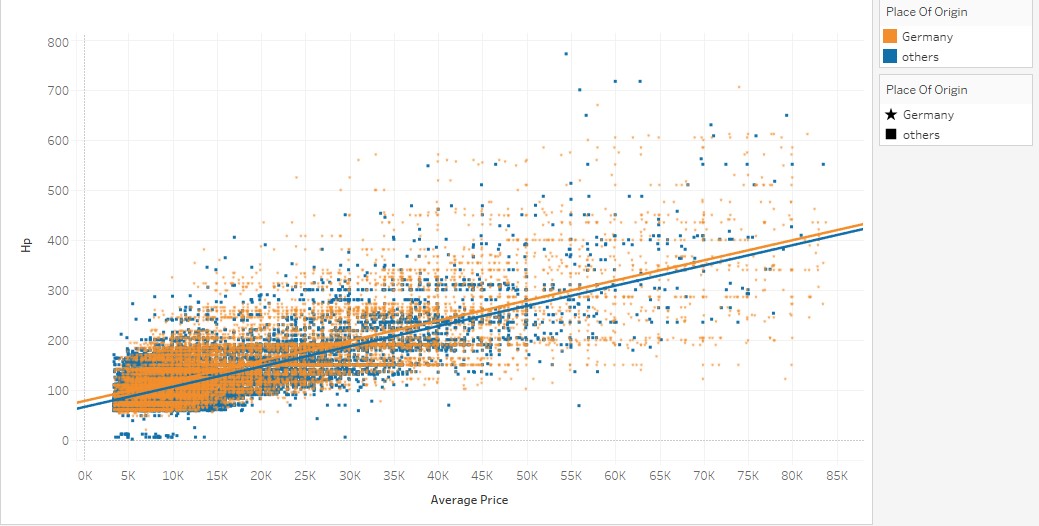 Place Of Origin
Germany
others
Place Of Origin
Germany
others
800
700
600
500
400
300
200
100
0
Hp
0K 5K 10K 15K 20K 25K 30K 35K 40K 45K 50K 55K 60K 65K 70K 75K 80K 85K
Average Price